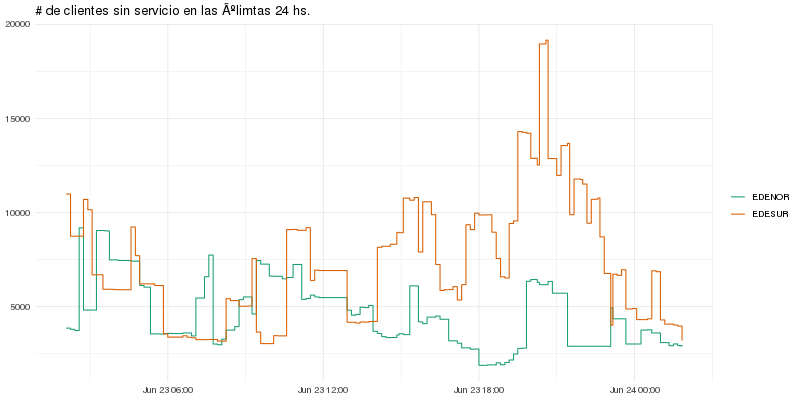 # de clientes sin servicio en las Ãºlimtas 24 hs.
20000
15000
10000
5000
Jun 23 06:00
Jun 23 12:00
Jun 23 18:00
Jun 24 00:00
EDENOR
EDESUR